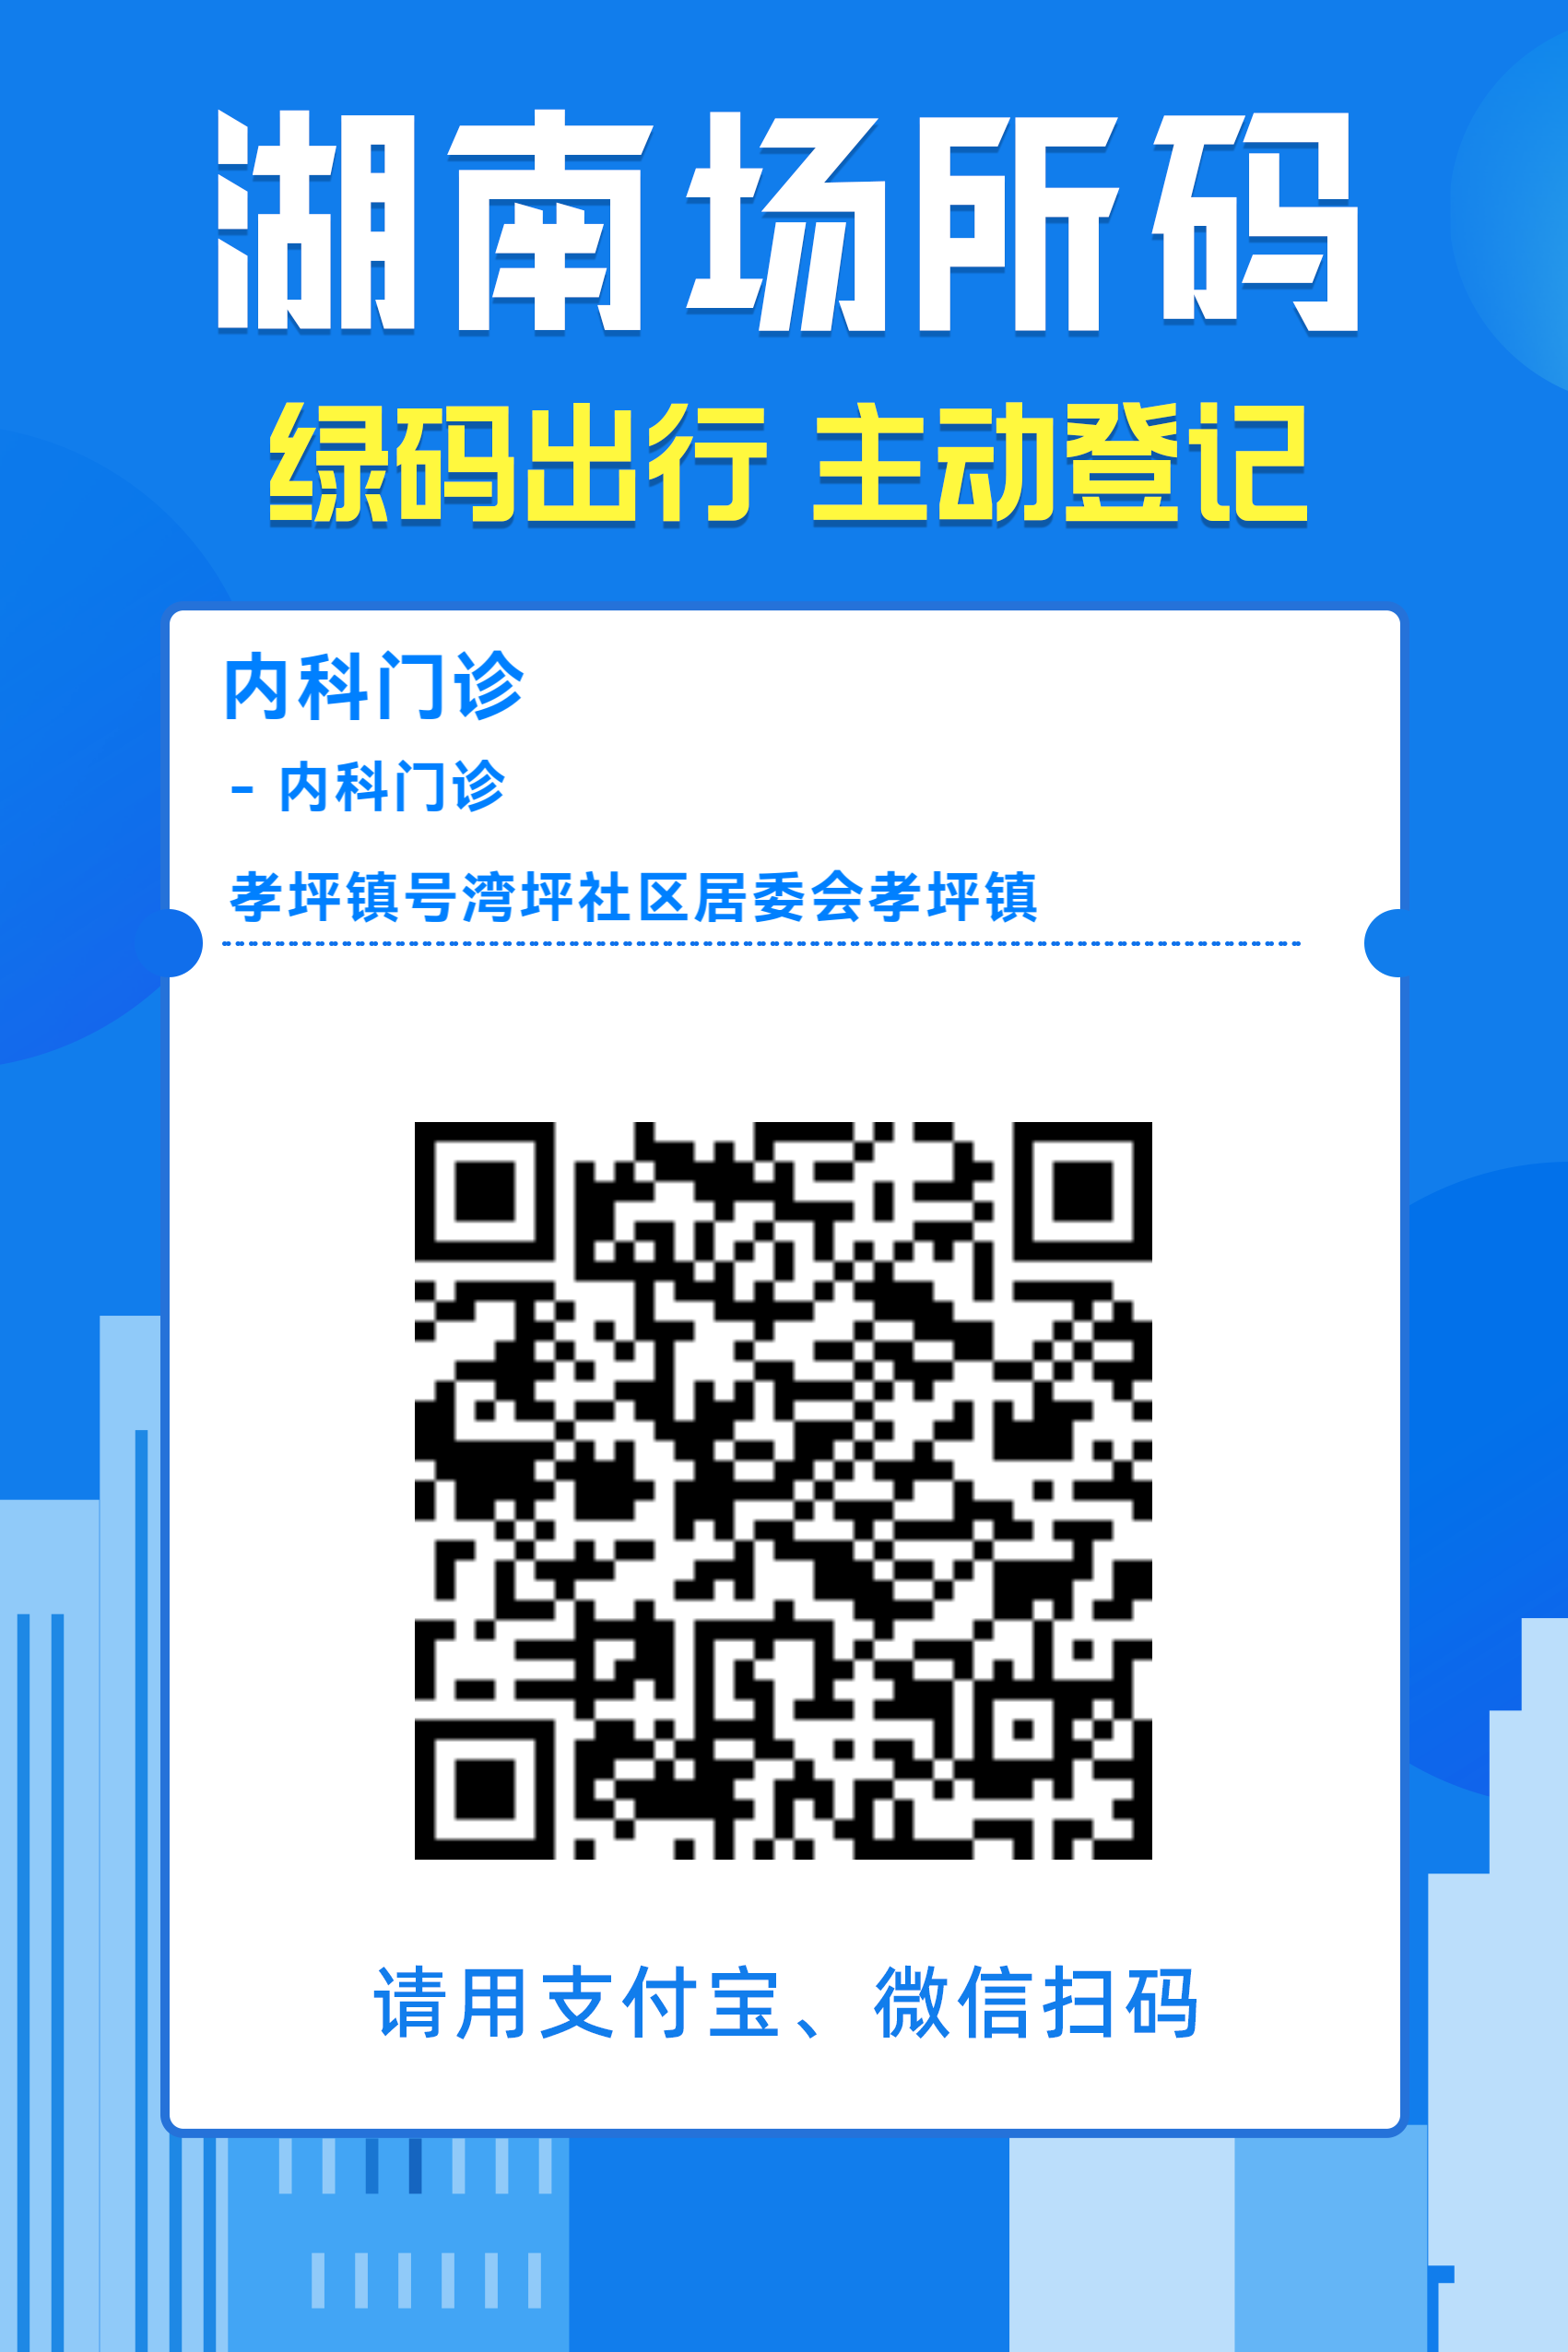 湖南场所码
绿码出行 主动登记
内科门诊
- 内科门诊
孝坪镇号湾坪社区居委会孝坪镇
请用支付宝、微信扫码